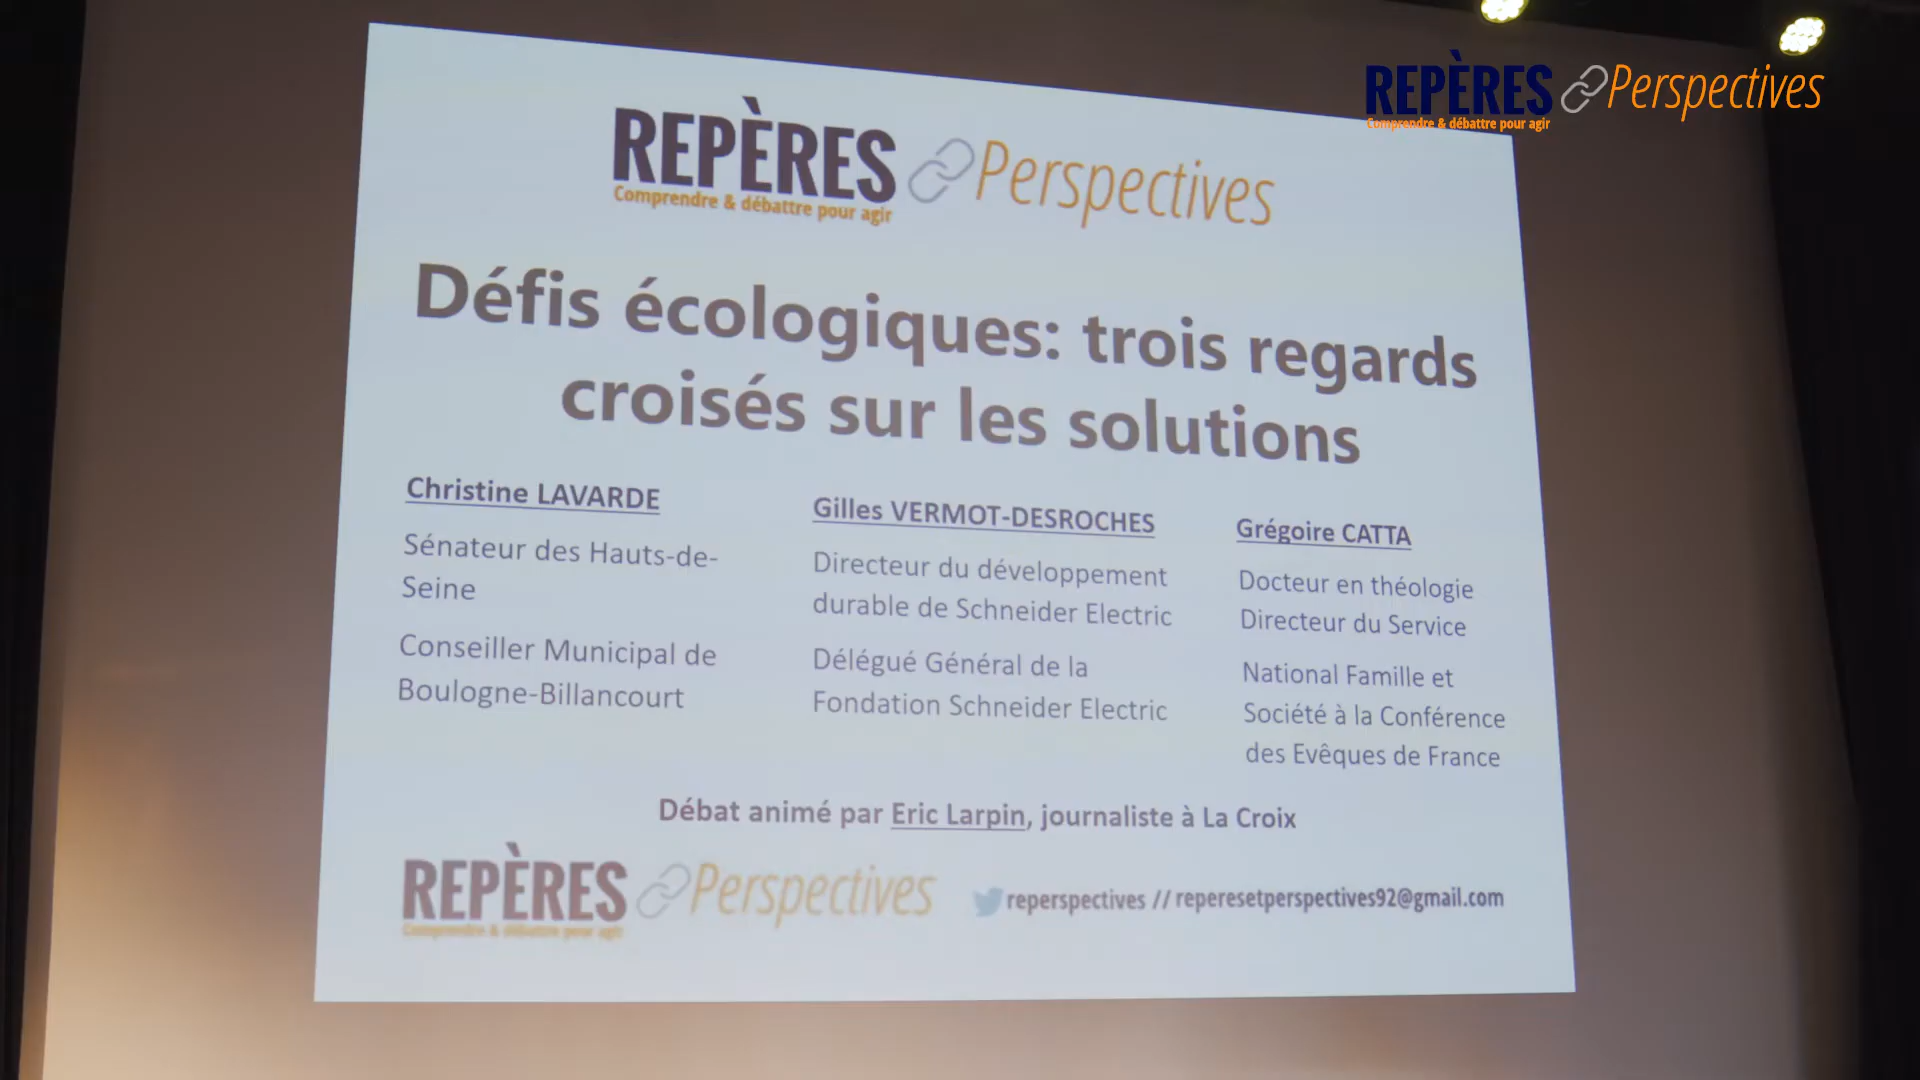 REPÈRES Perspectives
Comprendre & débattre pour agir
REPÈRES Perspectives
Comprendre & débattre pour agir
Défis écologiques: trois regards
croisés sur les solutions
Christine LAVARDE
Sénateur des Hauts-de-
Seine
Conseiller Municipal de
Boulogne-Billancourt
Gilles VERMOT-DESROCHES
Directeur du développement
durable de Schneider Electric
Délégué Général de la
Fondation Schneider Electric
Grégoire CATTA
Docteur en théologie
Directeur du Service
National Famille et
Société à la Conférence
des Evêques de France
Débat animé par Eric Larpin, journaliste à La Croix
REPÈRES Perspectives
Comprendre & débattre pour agir
reperspectives // reperesetperspectives92@gmail.com